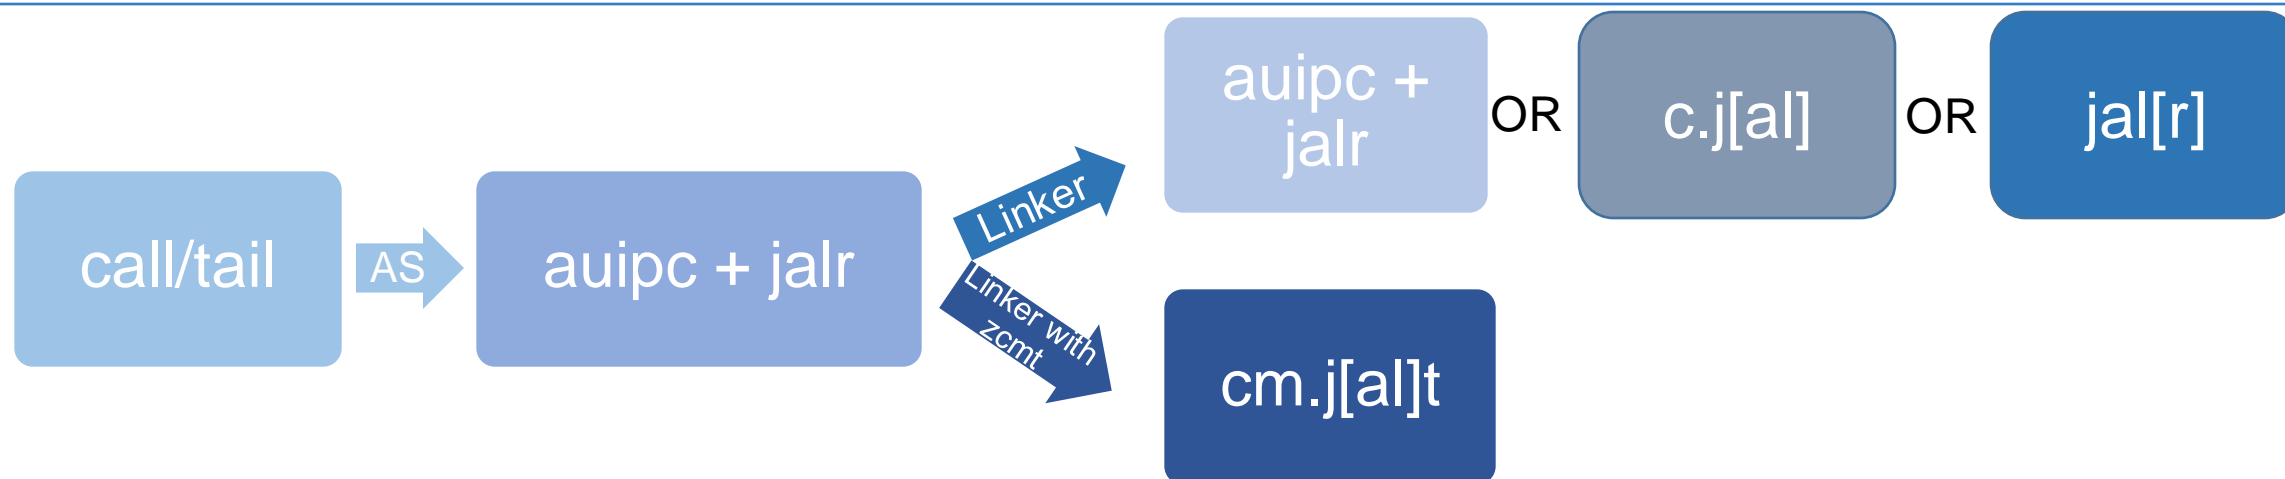 call/tail
AS
auipc + jalr
Linker
auipc +
jalr
OR
c.j[al]
OR
jal[r]
Linker with
zcmt
cm.j[al]t